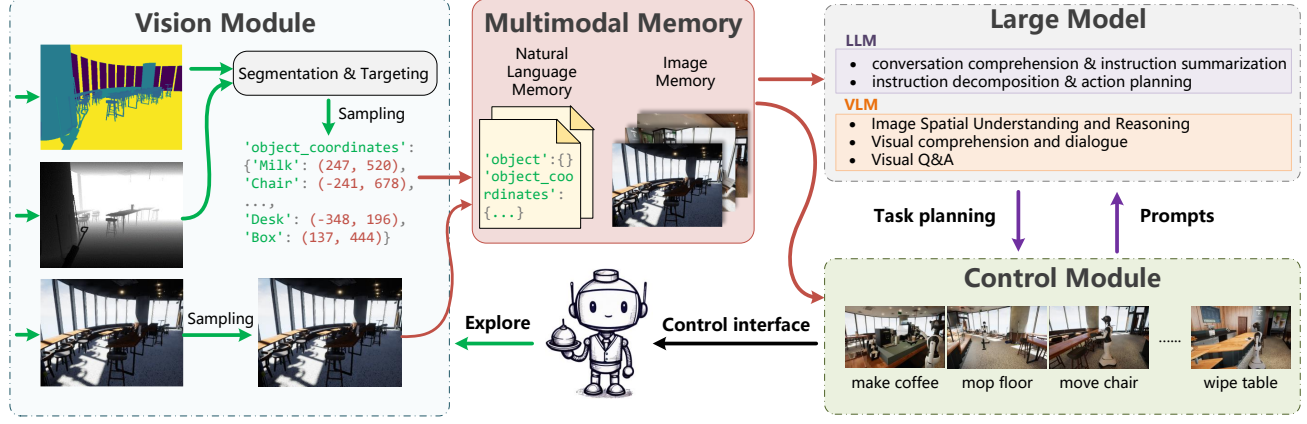 Vision Module
Segmentation & Targeting
Sampling
'object_coordinates':
{'Milk': (247, 520),
'Chair': (-241, 678),
...,
'Desk': (-348, 196),
'Box': (137, 444)}
Sampling
Multimodal Memory
Natural
Language
Memory
'object':{}
'object_coo
rdinates':
{...}
Image
Memory
Large Model
LLM
• conversation comprehension & instruction summarization
• instruction decomposition & action planning
VLM
• Image Spatial Understanding and Reasoning
• Visual comprehension and dialogue
• Visual Q&A
Task planning
Prompts
Explore
Control interface
Control Module
......
make coffee
mop floor
move chair
wipe table